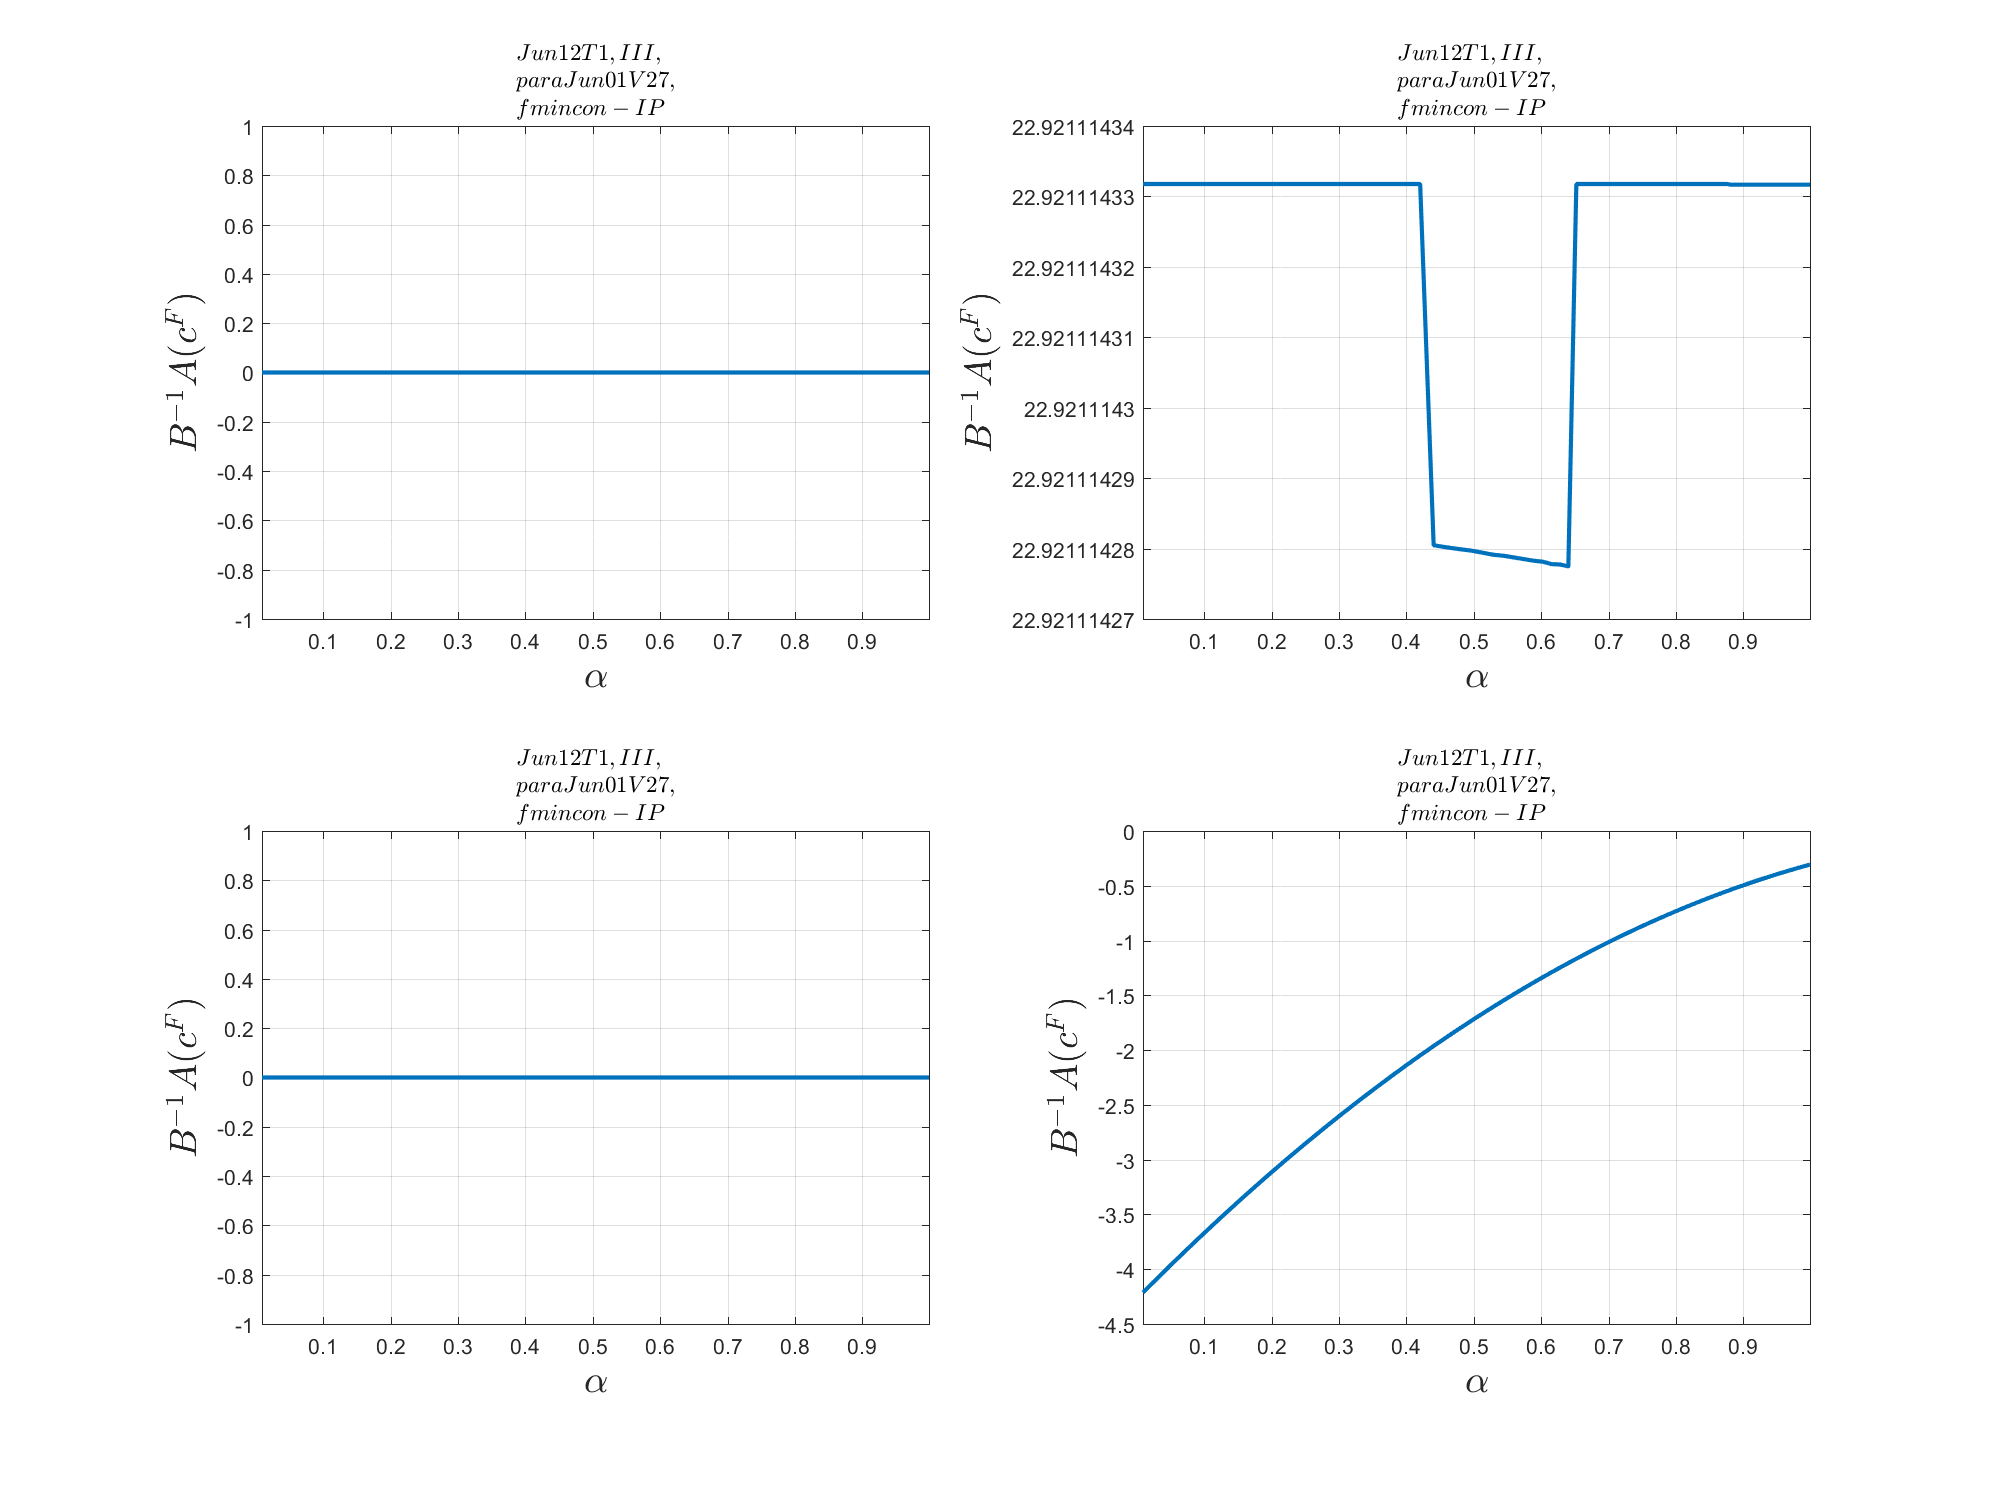 Jun12T1, III,
paraJun01V27,
fmincon − IP
1
0.8
0.6
0.4
0.2
0
-0.2
-0.4
-0.6
-0.8
-1
B⁻¹A(c^F)
0.1 0.2 0.3 0.4 0.5 0.6 0.7 0.8 0.9
α
Jun12T1, III,
paraJun01V27,
fmincon − IP
22.92111434
22.92111433
22.92111432
22.92111431
22.9211143
22.92111429
22.92111428
22.92111427
B⁻¹A(c^F)
0.1 0.2 0.3 0.4 0.5 0.6 0.7 0.8 0.9
α
Jun12T1, III,
paraJun01V27,
fmincon − IP
1
0.8
0.6
0.4
0.2
0
-0.2
-0.4
-0.6
-0.8
-1
B⁻¹A(c^F)
0.1 0.2 0.3 0.4 0.5 0.6 0.7 0.8 0.9
α
Jun12T1, III,
paraJun01V27,
fmincon − IP
0
-0.5
-1
-1.5
-2
-2.5
-3
-3.5
-4
-4.5
B⁻¹A(c^F)
0.1 0.2 0.3 0.4 0.5 0.6 0.7 0.8 0.9
α